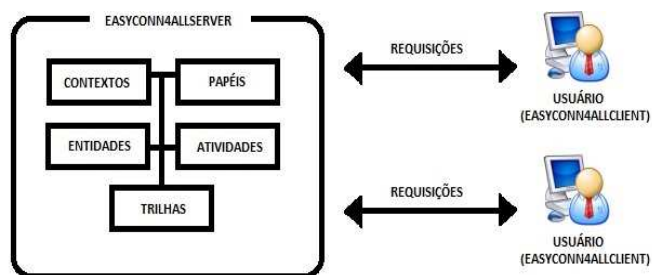 EASYCONN4ALLSERVER
CONTEXTOS
PAPÉIS
ENTIDADES
ATIVIDADES
TRILHAS
REQUISIÇÕES
USUÁRIO
(EASYCONN4ALLCLIENT)
REQUISIÇÕES
USUÁRIO
(EASYCONN4ALLCLIENT)